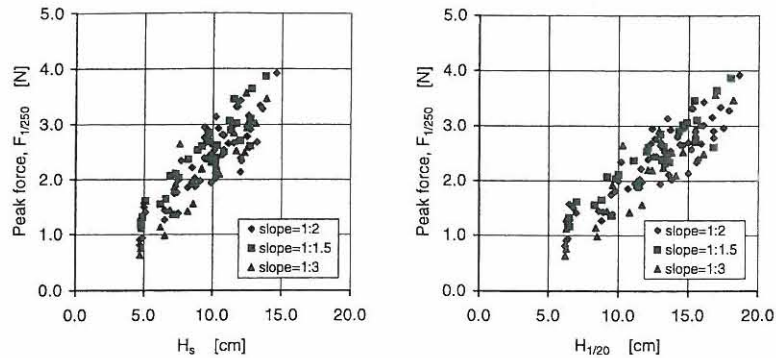 Peak force, F1/250 [N]
5.0
4.0
3.0
2.0
1.0
0.0
slope=1:2
slope=1:1.5
slope=1:3
0.0 5.0 10.0 15.0 20.0
Hs [cm]
Peak force, F1/250 [N]
5.0
4.0
3.0
2.0
1.0
0.0
slope=1:2
slope=1:1.5
slope=1:3
0.0 5.0 10.0 15.0 20.0
H1/20 [cm]